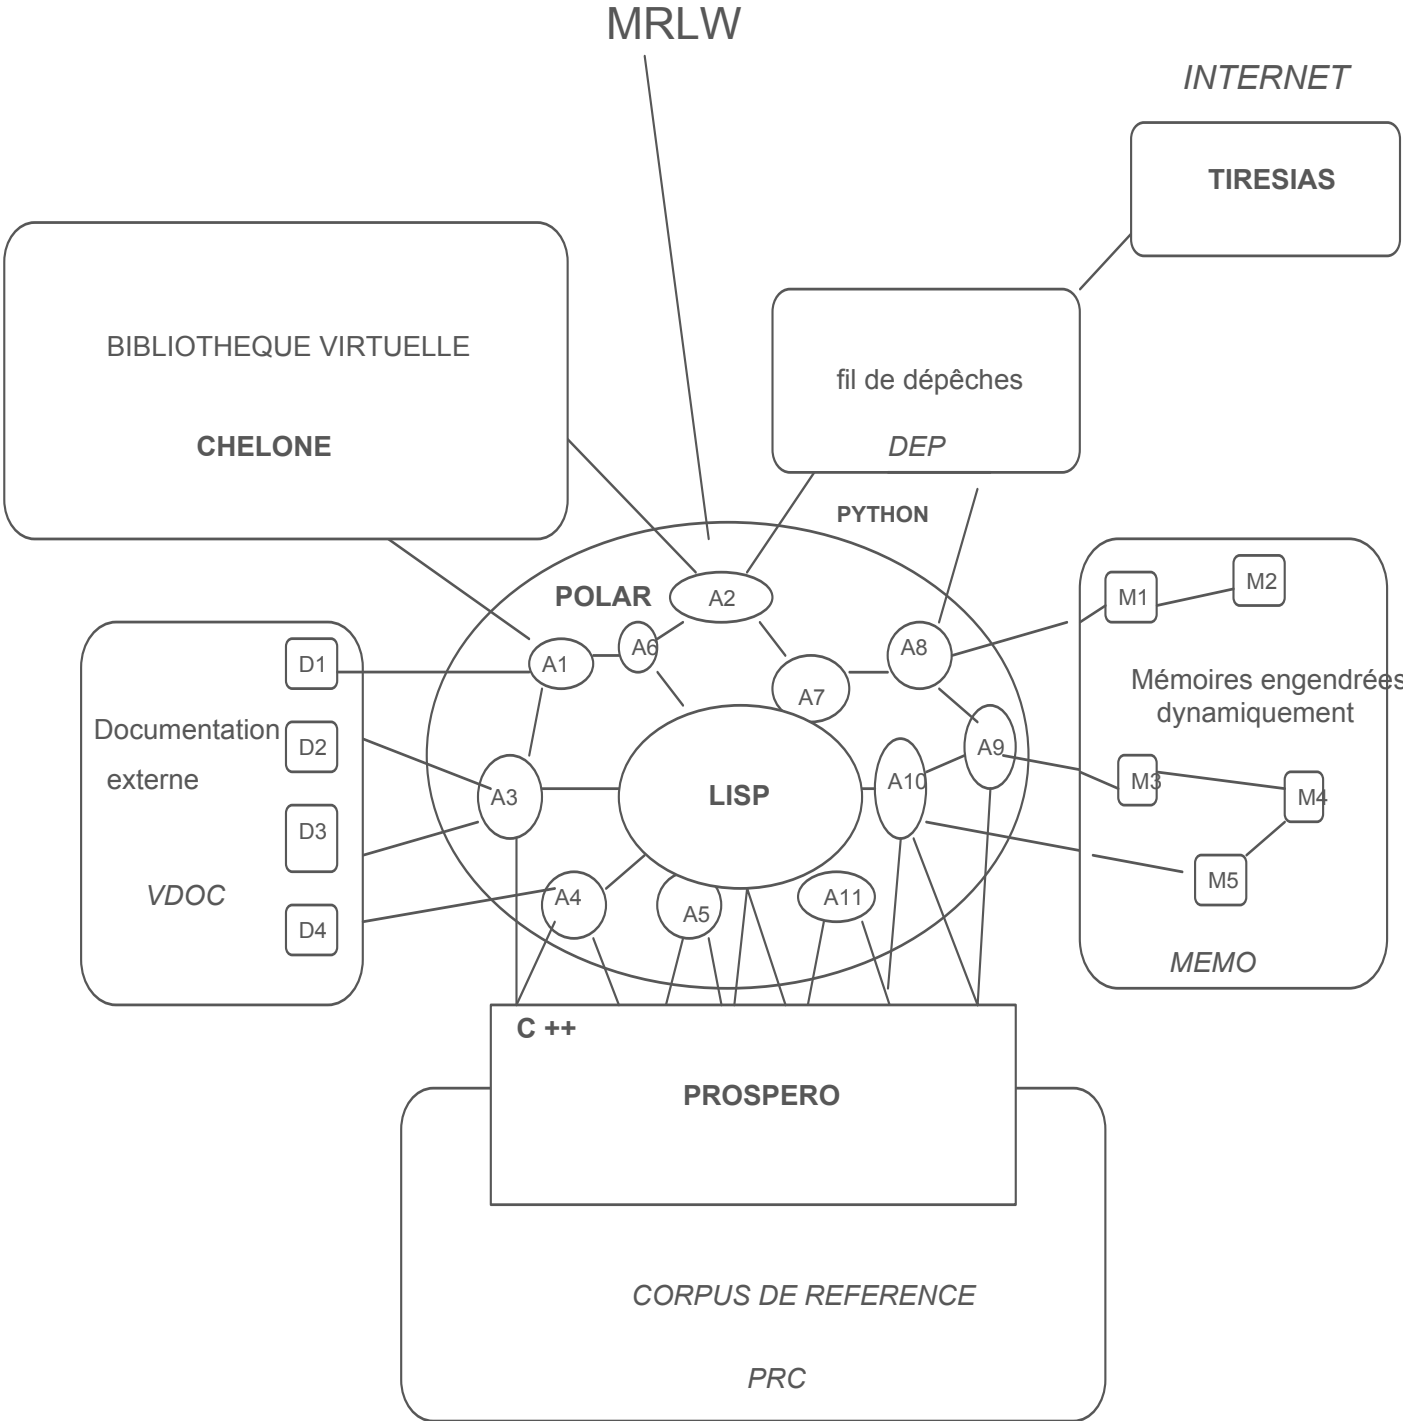 MRLW
INTERNET
TIRESIAS
BIBLIOTHEQUE VIRTUELLE
CHELONE
fil de dépêches
DEP
PYTHON
POLAR
A2
A6
A1
A8
A7
A9
M1
M2
Mémoires engendrées
dynamiquement
D1
Documentation
D2
externe
D3
VDOC
D4
A3
LISP
A10
M3
M4
M5
MEMO
A4
A5
A11
C ++
PROSPERO
CORPUS DE REFERENCE
PRC